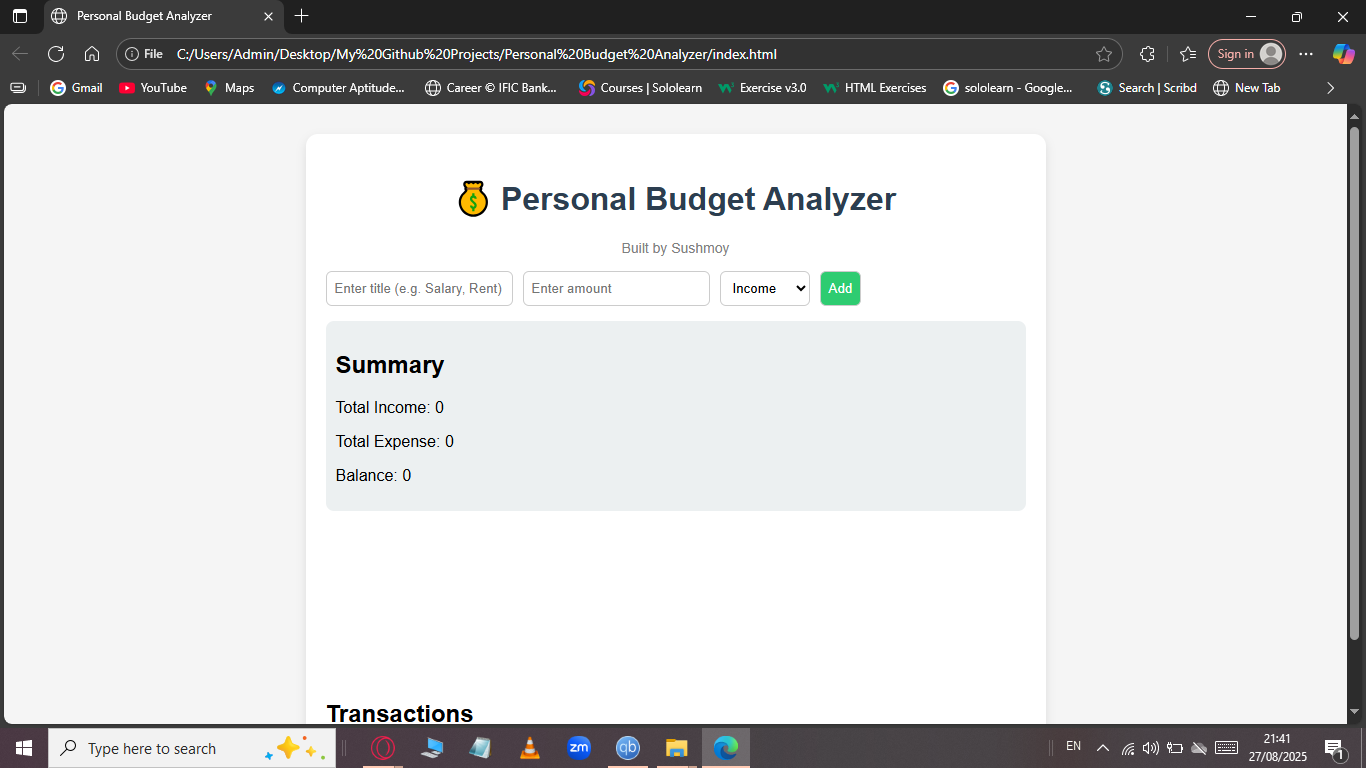 Personal Budget Analyzer
File C:/Users/Admin/Desktop/My%20Github%20Projects/Personal%20Budget%20Analyzer/index.html Sign in
Gmail YouTube Maps Computer Aptitude... Career © IFIC Bank... Courses | Sololearn Exercise v3.0 HTML Exercises sololearn - Google... Search | Scribd New Tab
$ Personal Budget Analyzer
Built by Sushmoy
Enter title (e.g. Salary, Rent) Enter amount Income Add
Summary
Total Income: 0
Total Expense: 0
Balance: 0
Transactions
Type here to search zm qb EN 21:41
27/08/2025 1